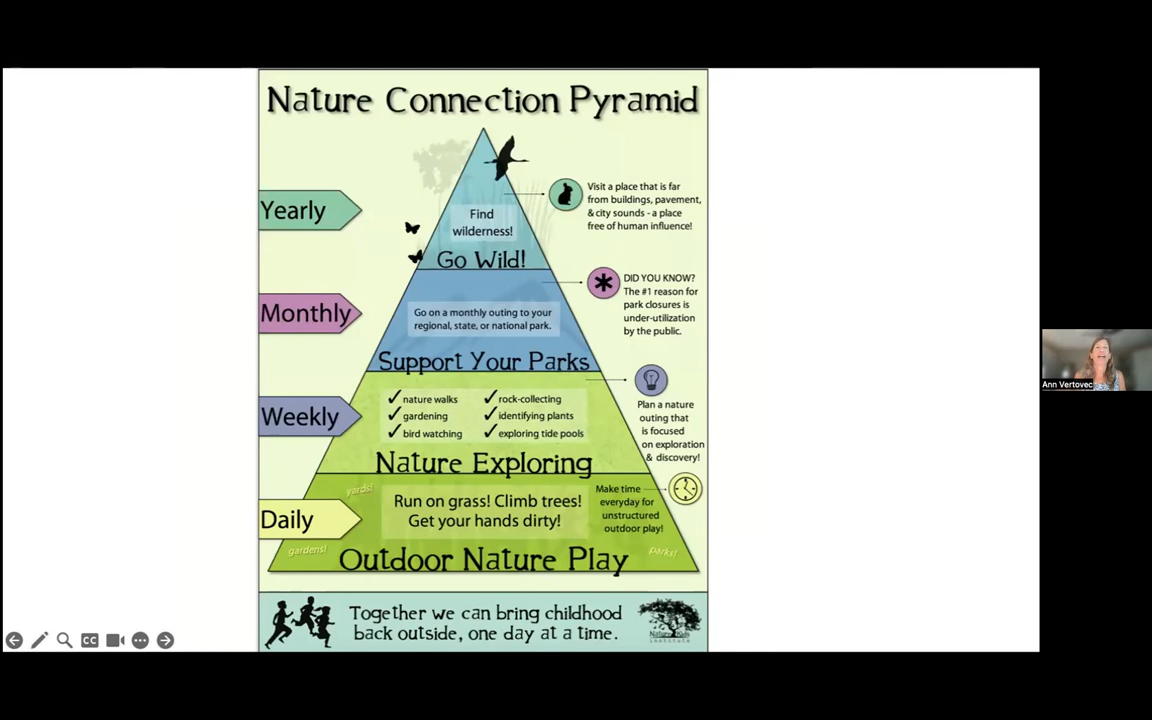 Nature Connection Pyramid
Yearly
Find
wilderness!
Go Wild!
Visit a place that is far
from buildings, pavement,
& city sounds - a place
free of human influence!
Monthly
Go on a monthly outing to your
regional, state, or national park.
Support Your Parks
DID YOU KNOW?
The #1 reason for
park closures is
under-utilization
by the public.
Weekly
✓ nature walks
✓ gardening
✓ bird watching
✓ rock-collecting
✓ identifying plants
✓ exploring tide pools
Nature Exploring
Plan a nature
outing that
is focused
on exploration
& discovery!
Daily
yards!
Run on grass! Climb trees!
Get your hands dirty!
gardens!
parks!
Outdoor Nature Play
Make time
everyday for
unstructured
outdoor play!
Together we can bring childhood
back outside, one day at a time.
Nature Kids
Institute
CC
Ann Vertovec